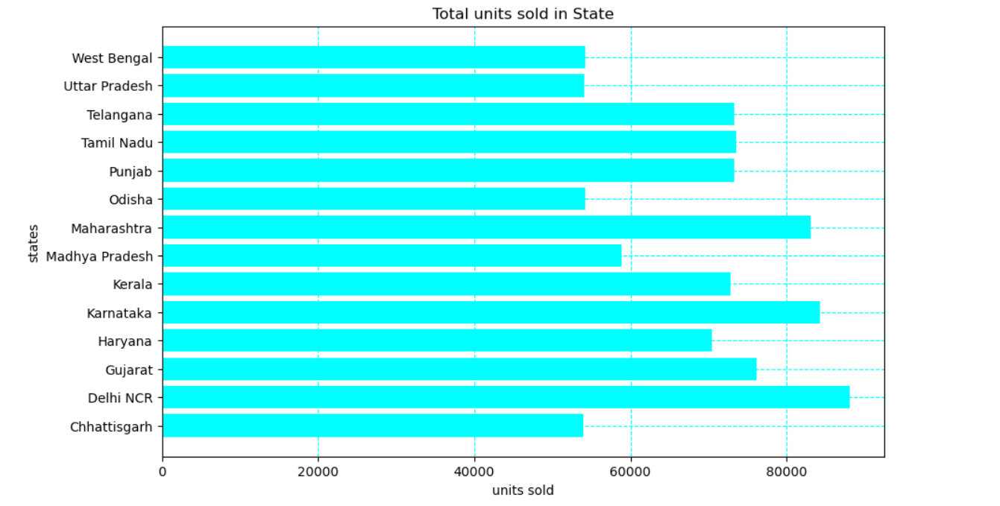 Total units sold in State
West Bengal
Uttar Pradesh
Telangana
Tamil Nadu
Punjab
Odisha
Maharashtra
Madhya Pradesh
Kerala
Karnataka
Haryana
Gujarat
Delhi NCR
Chhattisgarh
states
0 20000 40000 60000 80000
units sold